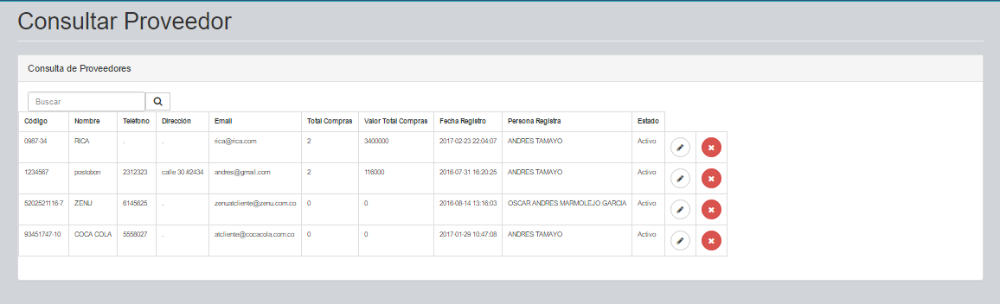 Consultar Proveedor
Consulta de Proveedores
Buscar
Código Nombre Teléfono Dirección Email Total Compras Valor Total Compras Fecha Registro Persona Registra Estado
0987-34 RICA . . rica@rica.com 2 3400000 2017-02-23 22:04:07 ANDRES TAMAYO Activo
1234567 postobon 2312323 calle 30 #2434 andres@gmail.com 2 116000 2016-07-31 16:20:25 ANDRES TAMAYO Activo
5202521116-7 ZENU 6145625 . zenuatcliente@zenu.com.co 0 0 2016-08-14 13:16:03 OSCAR ANDRES MARMOLEJO GARCIA Activo
93451747-10 COCA COLA 5558027 . atcliente@cocacola.com.co 0 0 2017-01-29 10:47:08 ANDRES TAMAYO Activo